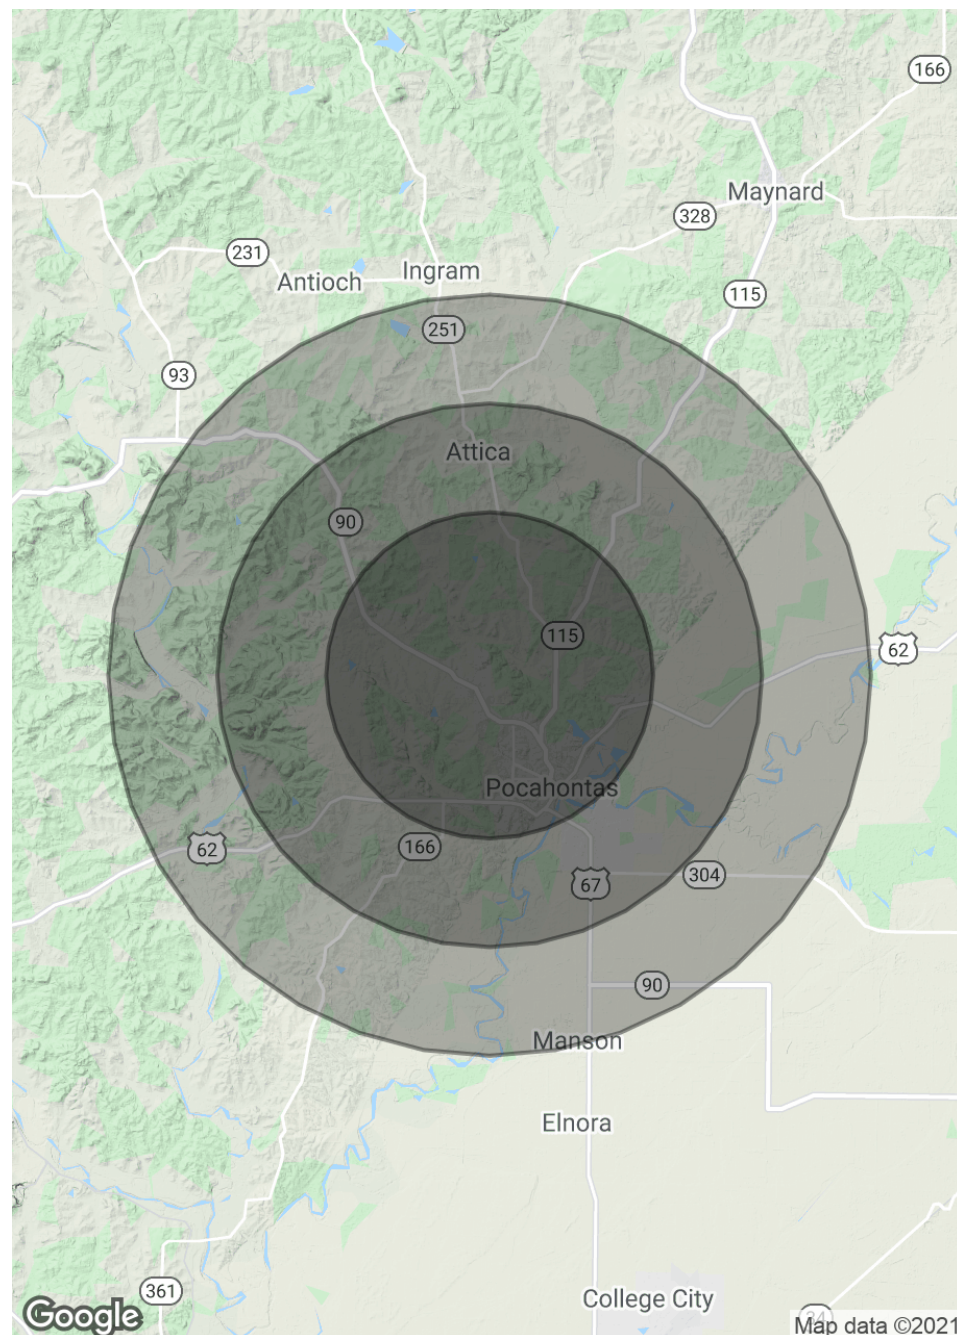 166
Maynard
328
231
Ingram
Antioch
115
251
93
Attica
90
115
62
Pocahontas
166
62
304
67
90
Manson
Elnora
361
College City
34
Google
Map data ©2021